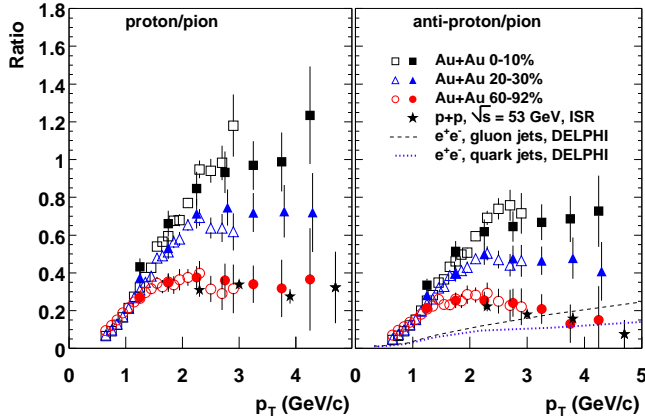 proton/pion
anti-proton/pion
Ratio
1.8
1.6
1.4
1.2
1
0.8
0.6
0.4
0.2
0
Au+Au 0-10%
Au+Au 20-30%
Au+Au 60-92%
p+p, √s = 53 GeV, ISR
e⁺e⁻, gluon jets, DELPHI
e⁺e⁻, quark jets, DELPHI
0 1 2 3 4
0 1 2 3 4 5
p_T (GeV/c)
p_T (GeV/c)